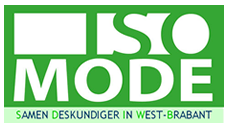 ISO
MODE
SAMEN DESKUNDIGER IN WEST-BRABANT